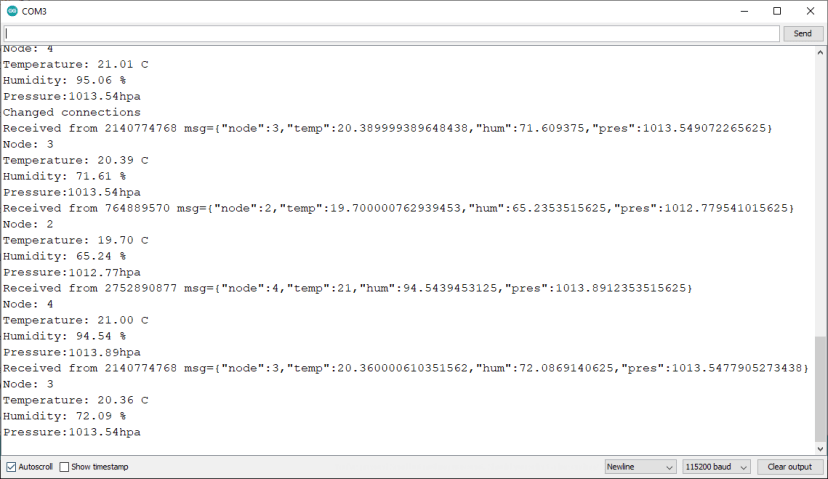 COM3
Send
Node: 4
Temperature: 21.01 C
Humidity: 95.06 %
Pressure:1013.54hpa
Changed connections
Received from 2140774768 msg={"node":3,"temp":20.389999389648438,"hum":71.609375,"pres":1013.549072265625}
Node: 3
Temperature: 20.39 C
Humidity: 71.61 %
Pressure:1013.54hpa
Received from 764889570 msg={"node":2,"temp":19.700000762939453,"hum":65.2353515625,"pres":1012.779541015625}
Node: 2
Temperature: 19.70 C
Humidity: 65.24 %
Pressure:1012.77hpa
Received from 2752890877 msg={"node":4,"temp":21,"hum":94.5439453125,"pres":1013.8912353515625}
Node: 4
Temperature: 21.00 C
Humidity: 94.54 %
Pressure:1013.89hpa
Received from 2140774768 msg={"node":3,"temp":20.360000610351562,"hum":72.0869140625,"pres":1013.5477905273438}
Node: 3
Temperature: 20.36 C
Humidity: 72.09 %
Pressure:1013.54hpa
Autoscroll Show timestamp Newline 115200 baud Clear output